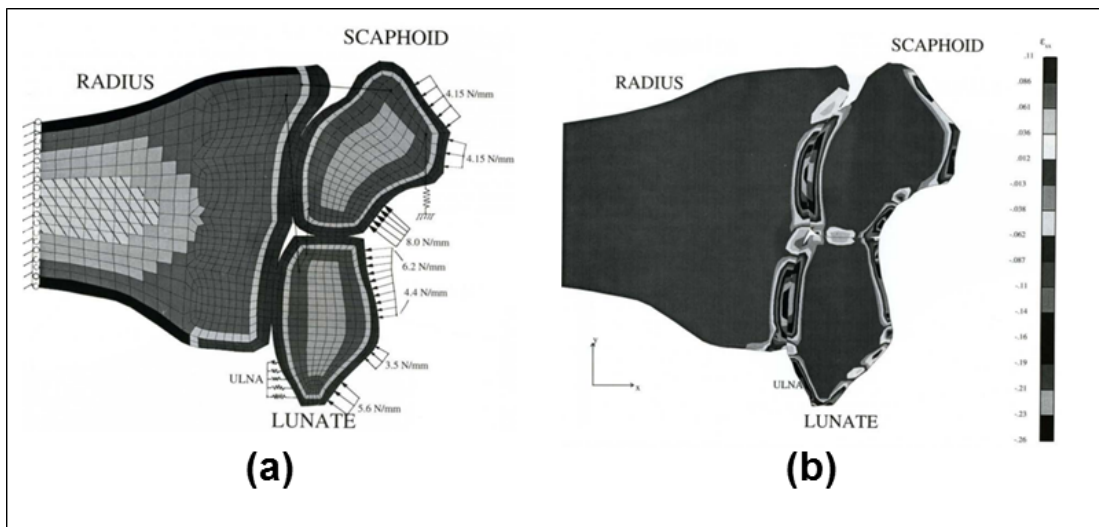 SCAPHOID
RADIUS
4.15 N/mm
4.15 N/mm
8.0 N/mm
6.2 N/mm
4.4 N/mm
3.5 N/mm
ULNA
5.6 N/mm
LUNATE
(a)
SCAPHOID
RADIUS
εxx
.11
.086
.061
.036
.012
-.013
-.038
-.062
-.087
-.11
-.14
-.16
-.19
-.21
-.23
-.26
y
x
ULNA
LUNATE
(b)